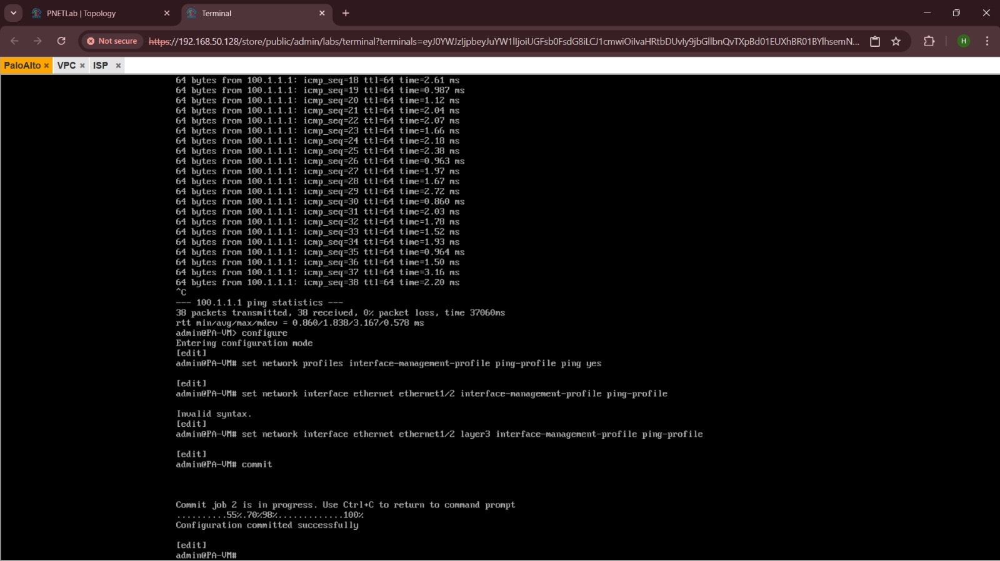 PNETLab | Topology
Terminal
Not secure
https://192.168.50.128/store/public/admin/labs/terminal?terminals=
H
PaloAlto × VPC × ISP ×
64 bytes from 100.1.1.1: icmp_seq=18 ttl=64 time=2.61 ms
64 bytes from 100.1.1.1: icmp_seq=19 ttl=64 time=0.987 ms
64 bytes from 100.1.1.1: icmp_seq=20 ttl=64 time=1.12 ms
64 bytes from 100.1.1.1: icmp_seq=21 ttl=64 time=2.04 ms
64 bytes from 100.1.1.1: icmp_seq=22 ttl=64 time=2.07 ms
64 bytes from 100.1.1.1: icmp_seq=23 ttl=64 time=1.66 ms
64 bytes from 100.1.1.1: icmp_seq=24 ttl=64 time=2.18 ms
64 bytes from 100.1.1.1: icmp_seq=25 ttl=64 time=2.38 ms
64 bytes from 100.1.1.1: icmp_seq=26 ttl=64 time=0.963 ms
64 bytes from 100.1.1.1: icmp_seq=27 ttl=64 time=1.97 ms
64 bytes from 100.1.1.1: icmp_seq=28 ttl=64 time=1.67 ms
64 bytes from 100.1.1.1: icmp_seq=29 ttl=64 time=2.72 ms
64 bytes from 100.1.1.1: icmp_seq=30 ttl=64 time=0.860 ms
64 bytes from 100.1.1.1: icmp_seq=31 ttl=64 time=2.03 ms
64 bytes from 100.1.1.1: icmp_seq=32 ttl=64 time=1.78 ms
64 bytes from 100.1.1.1: icmp_seq=33 ttl=64 time=1.52 ms
64 bytes from 100.1.1.1: icmp_seq=34 ttl=64 time=1.93 ms
64 bytes from 100.1.1.1: icmp_seq=35 ttl=64 time=0.964 ms
64 bytes from 100.1.1.1: icmp_seq=36 ttl=64 time=1.50 ms
64 bytes from 100.1.1.1: icmp_seq=37 ttl=64 time=3.16 ms
64 bytes from 100.1.1.1: icmp_seq=38 ttl=64 time=2.20 ms
^C
--- 100.1.1.1 ping statistics ---
38 packets transmitted, 38 received, 0% packet loss, time 37060ms
rtt min/avg/max/mdev = 0.860/1.838/3.167/0.578 ms
admin@PA-VM> configure
Entering configuration mode
[edit]
admin@PA-VM# set network profiles interface-management-profile ping-profile ping yes
[edit]
admin@PA-VM# set network interface ethernet ethernet1/2 interface-management-profile ping-profile
Invalid syntax.
[edit]
admin@PA-VM# set network interface ethernet ethernet1/2 layer3 interface-management-profile ping-profile
[edit]
admin@PA-VM# commit
Commit job 2 is in progress. Use Ctrl+C to return to command prompt
..........55%.70%98%.............100%
Configuration committed successfully
[edit]
admin@PA-VM#